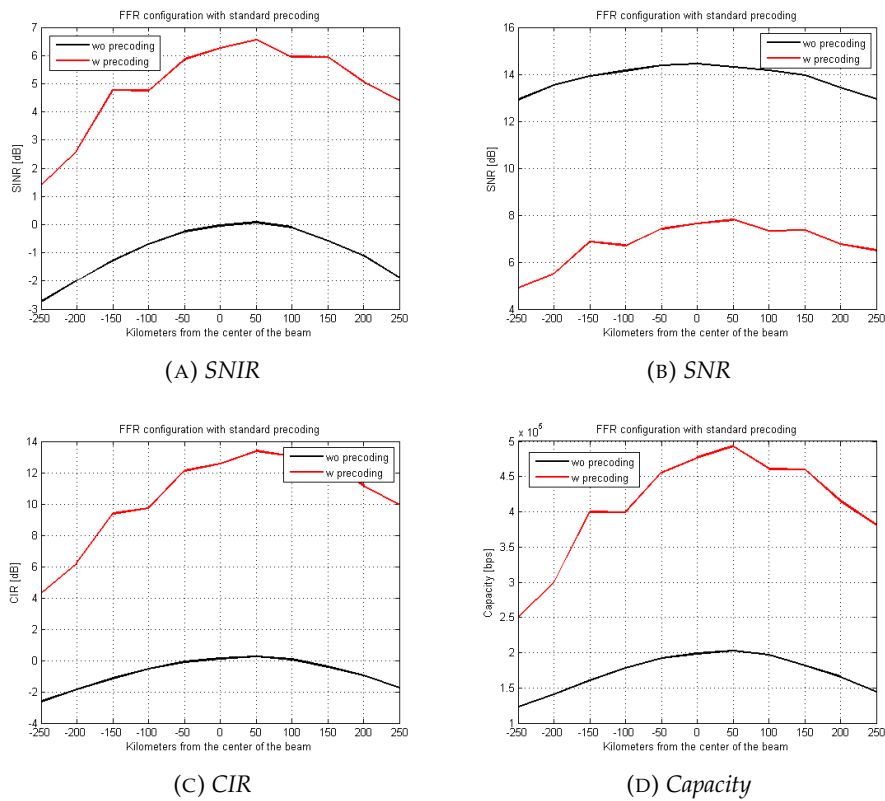 FFR configuration with standard precoding
7
6
5
4
3
2
1
0
-1
-2
-3
SINR [dB]
wo precoding
w precoding
-250 -200 -150 -100 -50 0 50 100 150 200 250
Kilometers from the center of the beam
(A) SNIR
FFR configuration with standard precoding
16
14
12
10
8
6
4
SNR [dB]
wo precoding
w precoding
-250 -200 -150 -100 -50 0 50 100 150 200 250
Kilometers from the center of the beam
(B) SNR
FFR configuration with standard precoding
14
12
10
8
6
4
2
0
-2
-4
CIR [dB]
wo precoding
w precoding
-250 -200 -150 -100 -50 0 50 100 150 200 250
Kilometers from the center of the beam
(C) CIR
FFR configuration with standard precoding
x 10
5
4.5
4
3.5
3
2.5
2
1.5
1
Capacity [bps]
wo precoding
w precoding
-250 -200 -150 -100 -50 0 50 100 150 200 250
Kilometers from the center of the beam
(D) Capacity